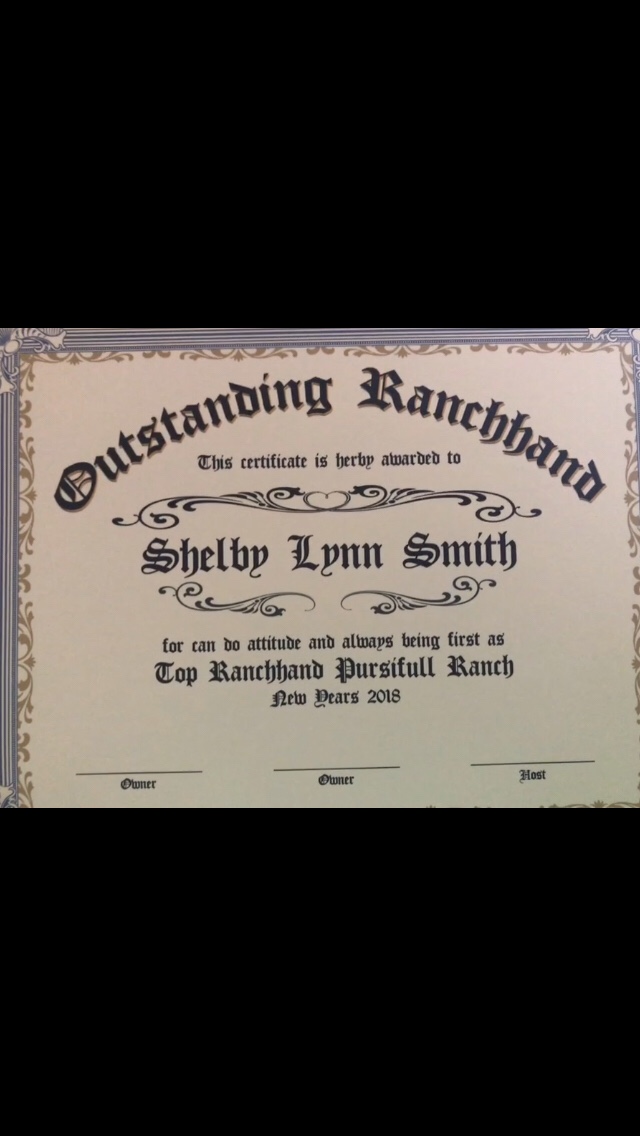 Outstanding Ranchhand
This certificate is herby awarded to
Shelby Lynn Smith
for can do attitude and always being first as
Top Ranchhand Pursifull Ranch
New Years 2018
Owner Owner Host